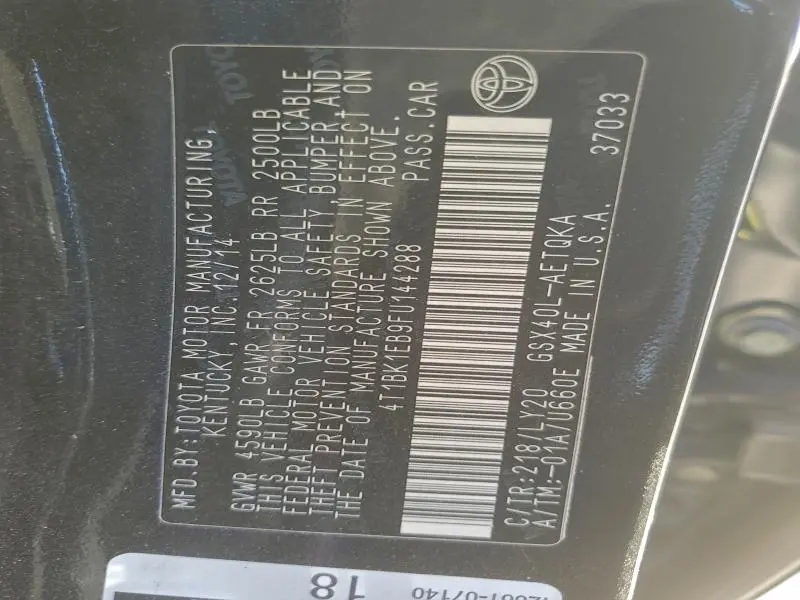 MFD.BY:TOYOTA MOTOR MANUFACTURING,
KENTUCKY, INC. 12/14
GVWR 4590LB GAWR FR 2625LB RR 2500LB
THIS VEHICLE CONFORMS TO ALL APPLICABLE
FEDERAL MOTOR VEHICLE SAFETY, BUMPER, AND
THEFT PREVENTION STANDARDS IN EFFECT ON
THE DATE OF MANUFACTURE SHOWN ABOVE.
4T1BK1EB9FU144288 PASS.CAR
C/TR:218/LY20 GSX40L-AETQKA
A/TM:-01A/U660E MADE IN U.S.A. 37033
18